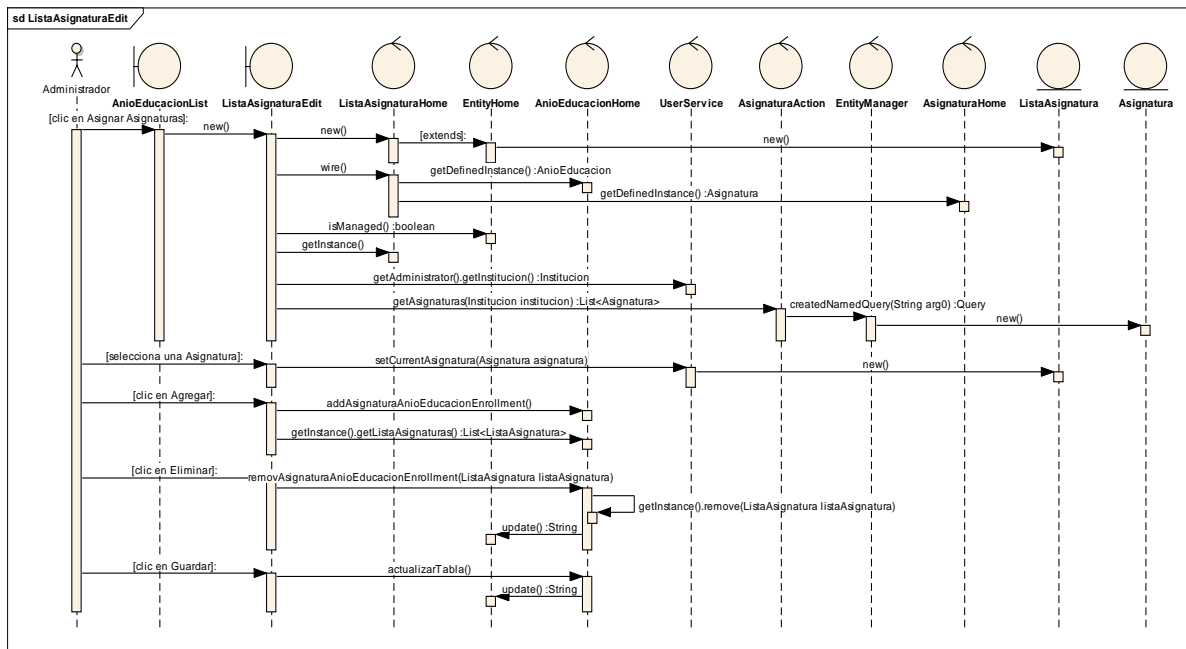 sd ListaAsignaturaEdit
Administrador
AnioEducacionList
ListaAsignaturaEdit
ListaAsignaturaHome
EntityHome
AnioEducacionHome
UserService
AsignaturaAction
EntityManager
AsignaturaHome
ListaAsignatura
Asignatura
[clic en Asignar Asignaturas]:
new()
new()
[extends]:
new()
wire()
getDefinedInstance() :AnioEducacion
getDefinedInstance() :Asignatura
isManaged() :boolean
getInstance()
getAdministrator().getInstitucion() :Institucion
getAsignaturas(Institucion institucion) :List<Asignatura>
createdNamedQuery(String arg0) :Query
new()
[selecciona una Asignatura]:
setCurrentAsignatura(Asignatura asignatura)
new()
[clic en Agregar]:
addAsignaturaAnioEducacionEnrollment()
getInstance().getListaAsignaturas() :List<ListaAsignatura>
[clic en Eliminar]:
removAsignaturaAnioEducacionEnrollment(ListaAsignatura listaAsignatura)
getInstance().remove(ListaAsignatura listaAsignatura)
update() :String
[clic en Guardar]:
actualizarTabla()
update() :String